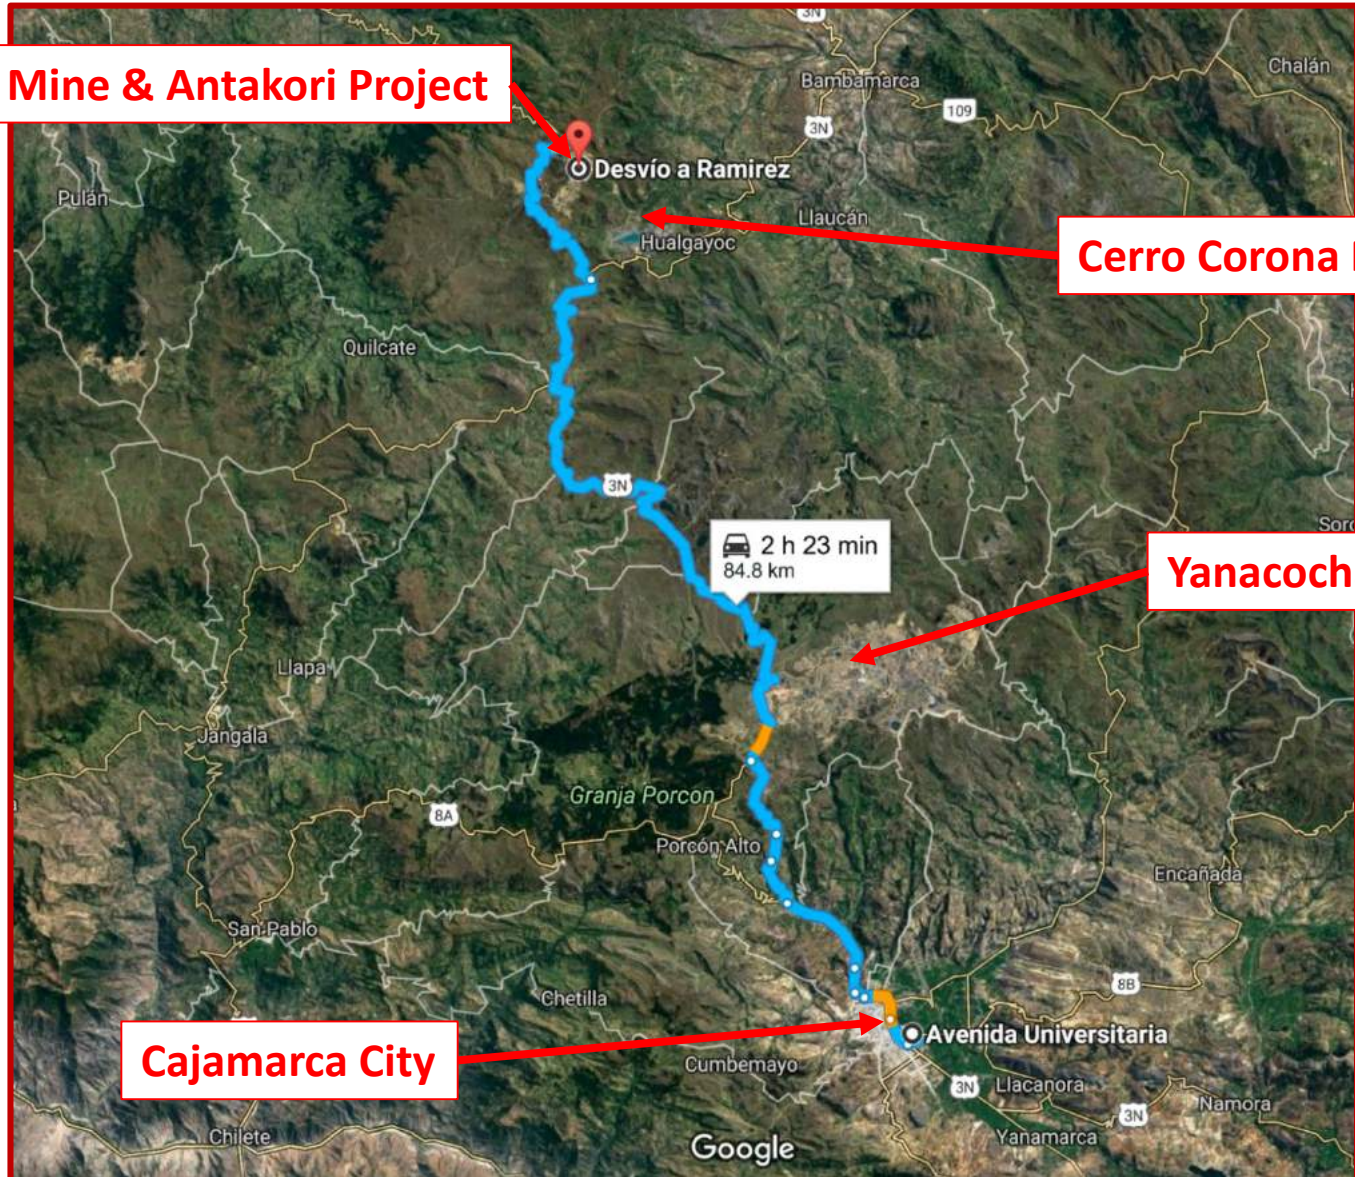 3N
Mine & Antakori Project
Bambamarca
Chalán
109
3N
Desvío a Ramirez
Pulán
Llaucán
Hualgayoc
Cerro Corona
Quilcate
3N
2 h 23 min
84.8 km
Yanacoch
Llapa
Jangala
Granja Porcon
8A
Porcón Alto
Encañada
San Pablo
8B
Chetilla
Avenida Universitaria
Cajamarca City
Cumbemayo
3N
Llacanora
Namora
3N
Chilete
Yanamarca
Google